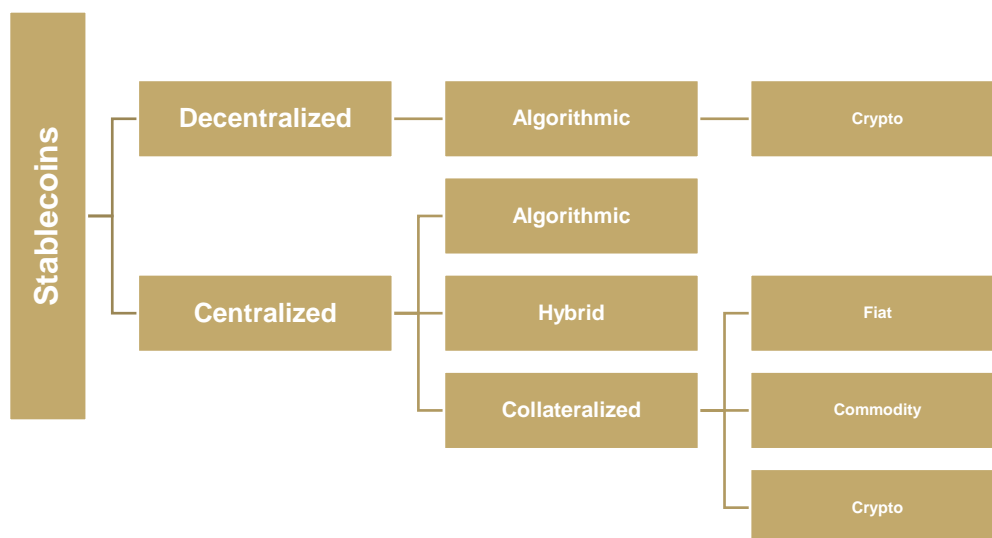 Stablecoins
Decentralized
Algorithmic
Crypto
Algorithmic
Centralized
Hybrid
Fiat
Collateralized
Commodity
Crypto